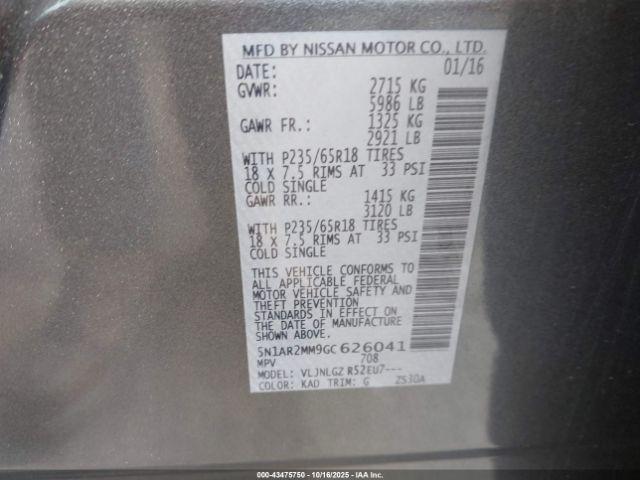 MFD BY NISSAN MOTOR CO., LTD.
DATE: 01/16
GVWR: 2715 KG
5986 LB
GAWR FR.: 1325 KG
2921 LB
WITH P235/65R18 TIRES
18 X 7.5 RIMS AT 33 PSI
COLD SINGLE
GAWR RR.: 1415 KG
3120 LB
WITH P235/65R18 TIRES
18 X 7.5 RIMS AT 33 PSI
COLD SINGLE
THIS VEHICLE CONFORMS TO
ALL APPLICABLE FEDERAL
MOTOR VEHICLE SAFETY AND
THEFT PREVENTION
STANDARDS IN EFFECT ON THE
DATE OF MANUFACTURE
SHOWN ABOVE.
5N1AR2MM9GC626041
MPV 708
MODEL: VLJNLGZ R52EU7---
COLOR: KAD TRIM: G ZS30A
000-43475750 - 10/16/2025 - IAA Inc.